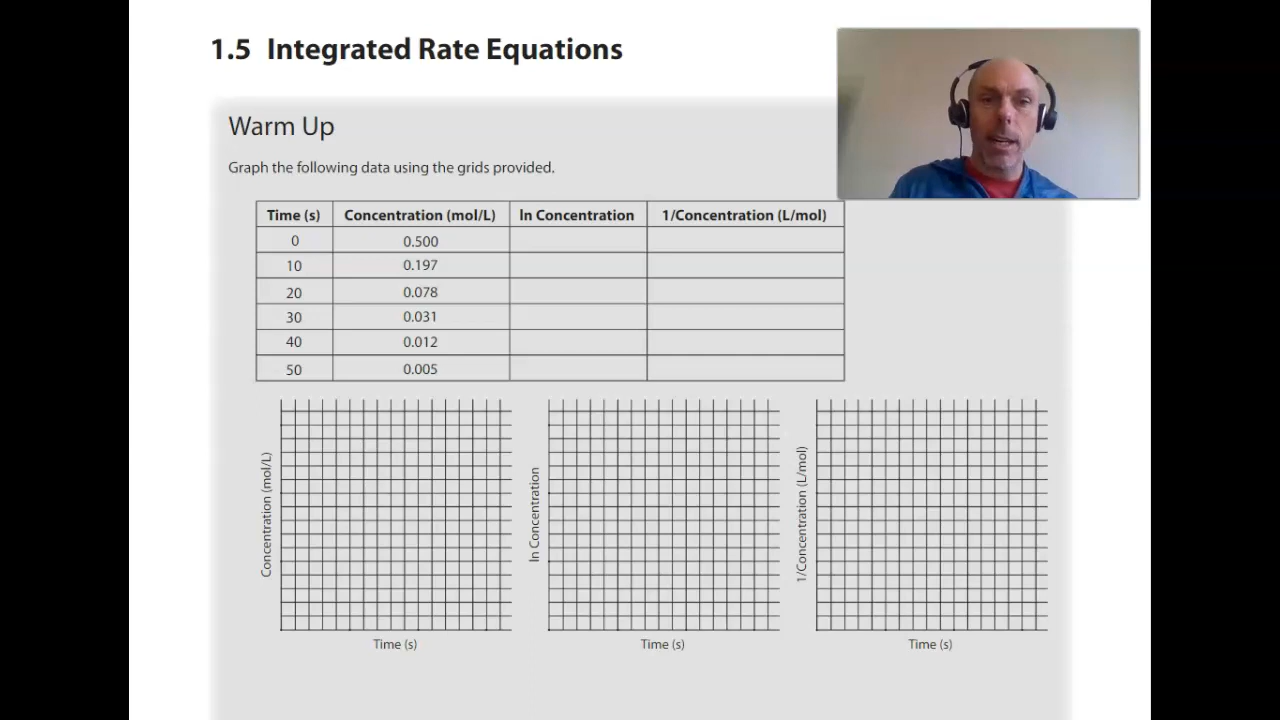 1.5 Integrated Rate Equations
Warm Up
Graph the following data using the grids provided.
Time (s) Concentration (mol/L) ln Concentration 1/Concentration (L/mol)
0 0.500
10 0.197
20 0.078
30 0.031
40 0.012
50 0.005
Concentration (mol/L)
ln Concentration
1/Concentration (L/mol)
Time (s)
Time (s)
Time (s)